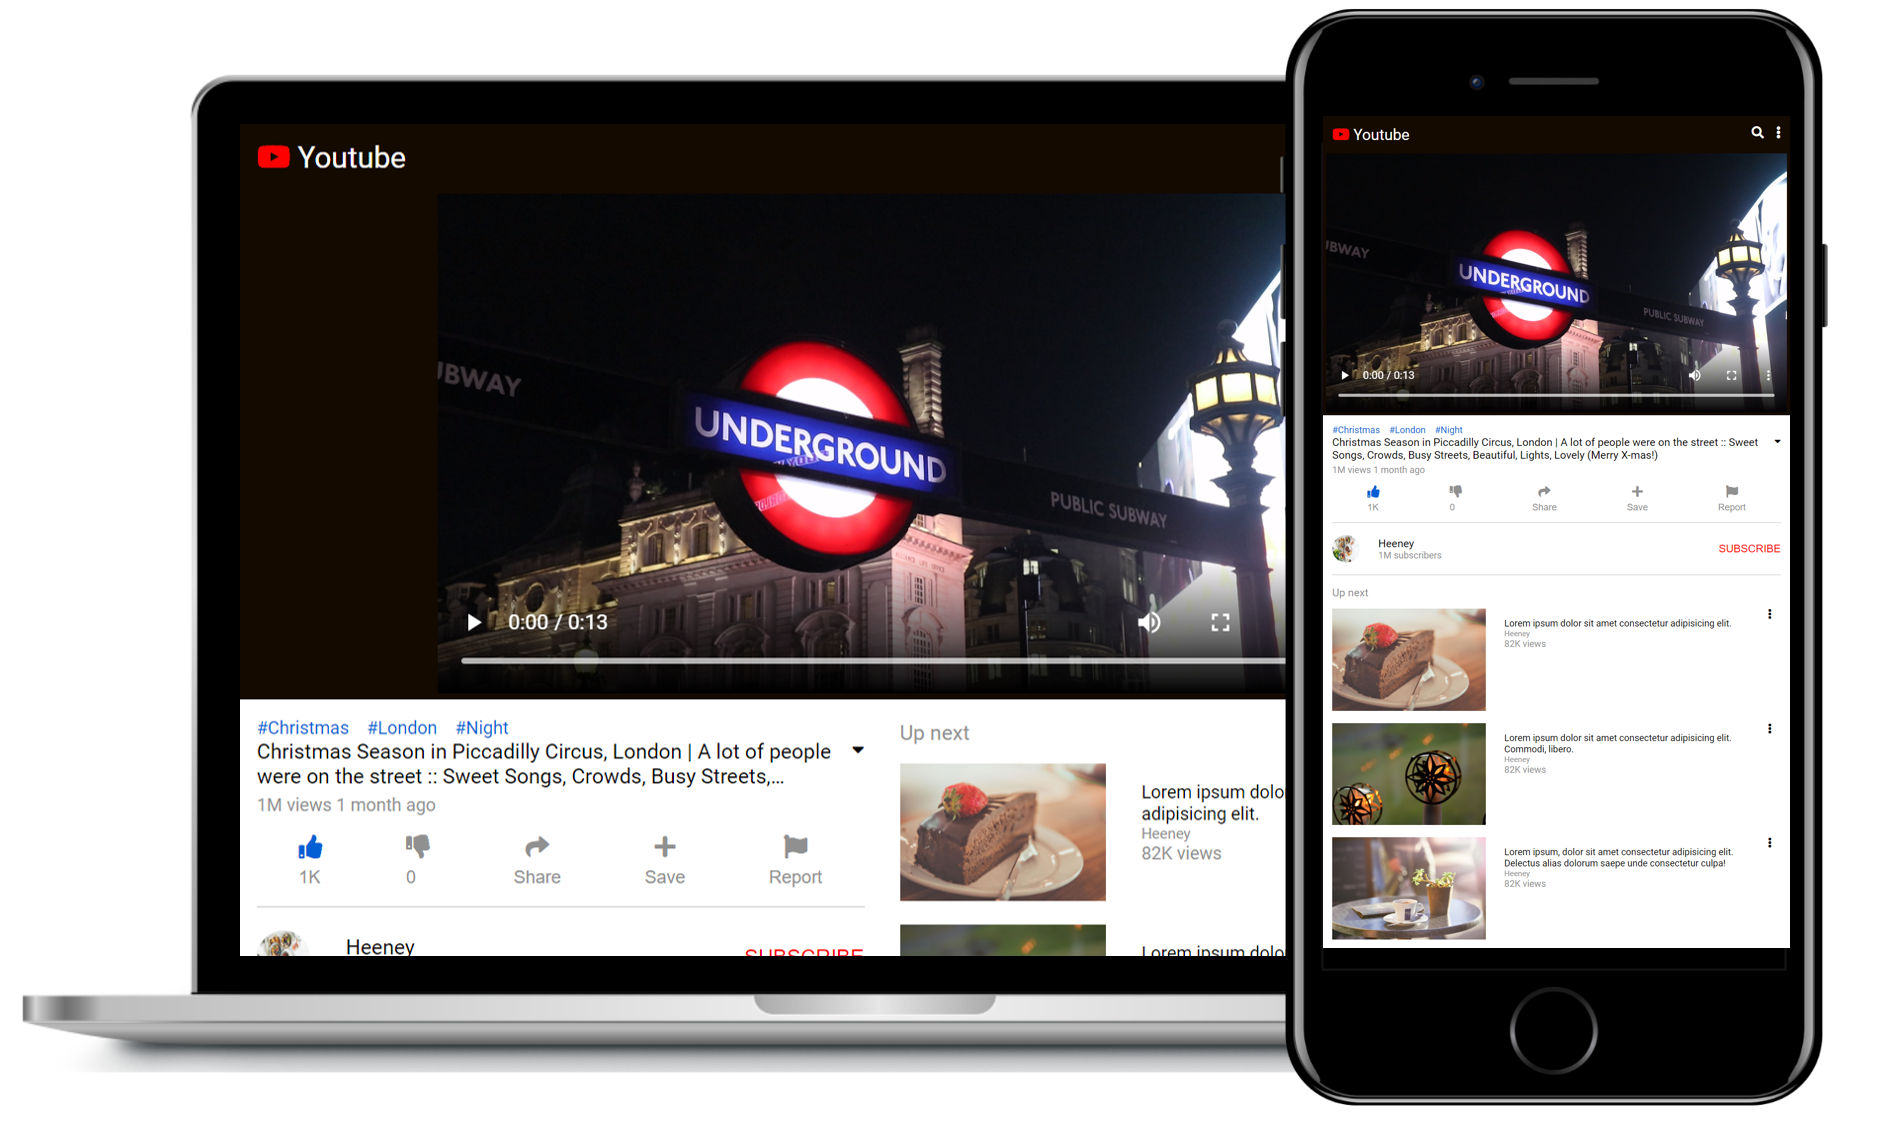 Youtube
UBWAY
UNDERGROUND
PUBLIC SUBWAY
0:00 / 0:13
#Christmas #London #Night
Christmas Season in Piccadilly Circus, London | A lot of people
were on the street :: Sweet Songs, Crowds, Busy Streets,...
1M views 1 month ago
1K 0 Share Save Report
Heeney
SUBSCRIBE
Up next
Lorem ipsum dolo
adipisicing elit.
Heeney
82K views
Lorem ipsum dolo
Youtube
UBWAY
UNDERGROUND
PUBLIC SUBWAY
0:00 / 0:13
#Christmas #London #Night
Christmas Season in Piccadilly Circus, London | A lot of people were on the street :: Sweet
Songs, Crowds, Busy Streets, Beautiful, Lights, Lovely (Merry X-mas!)
1M views 1 month ago
1K 0 Share Save Report
Heeney
1M subscribers
SUBSCRIBE
Up next
Lorem ipsum dolor sit amet consectetur adipisicing elit.
Heeney
82K views
Lorem ipsum dolor sit amet consectetur adipisicing elit.
Commodi, libero.
Heeney
82K views
Lorem ipsum, dolor sit amet consectetur adipisicing elit.
Delectus alias dolorum saepe unde consectetur culpa!
Heeney
82K views